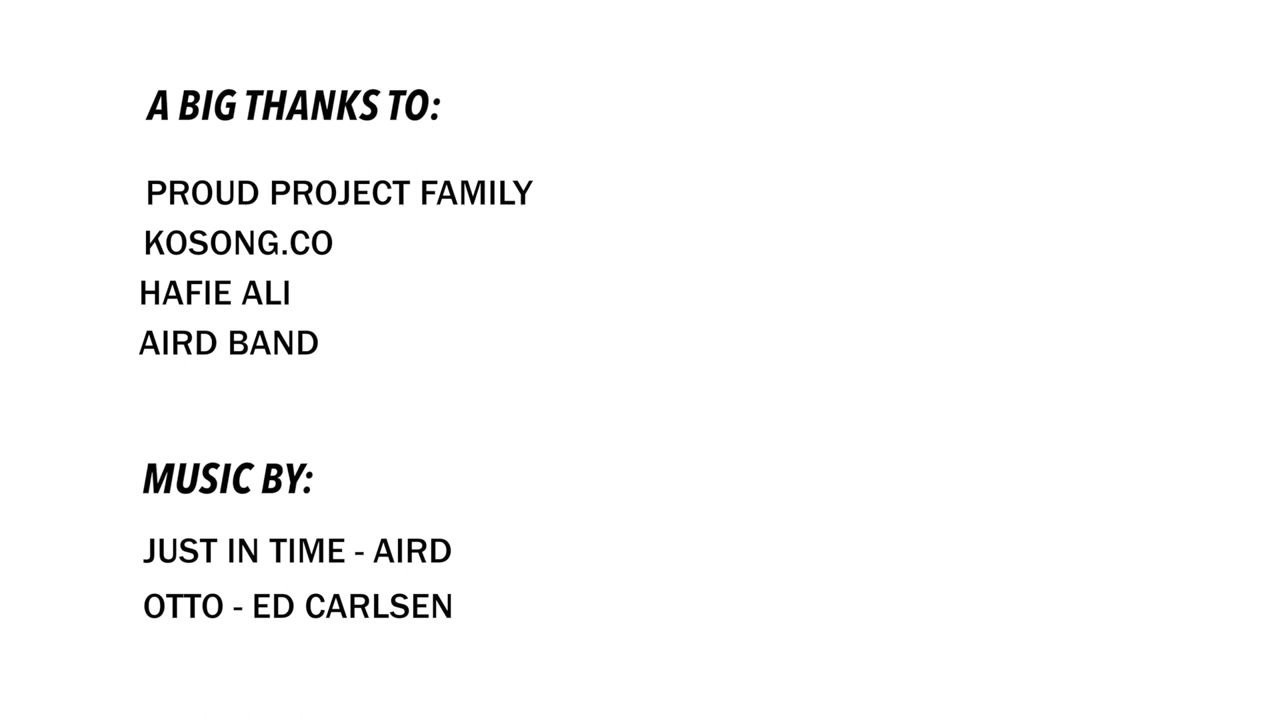 A BIG THANKS TO:
PROUD PROJECT FAMILY
KOSONG.CO
HAFIE ALI
AIRD BAND
MUSIC BY:
JUST IN TIME - AIRD
OTTO - ED CARLSEN